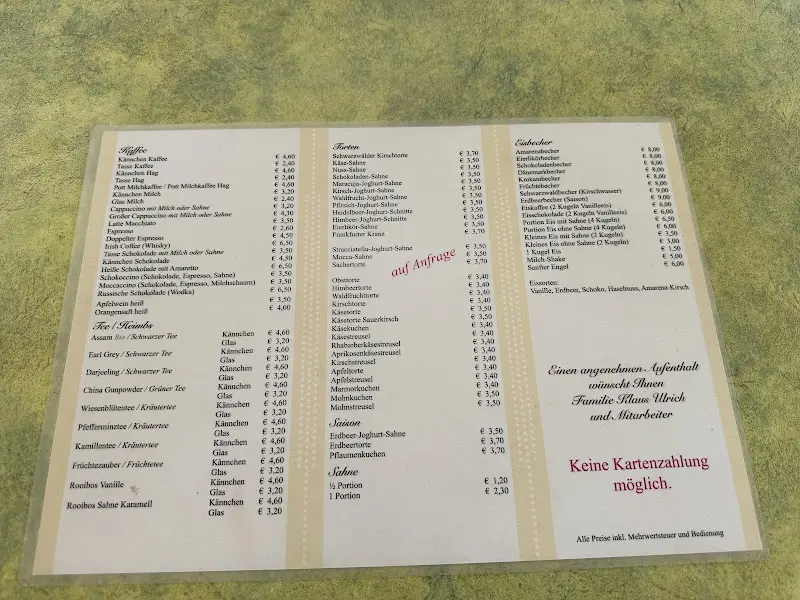 Kaffee
Kännchen Kaffee € 4,60
Tasse Kaffee € 2,40
Kännchen Hag € 4,60
Tasse Hag € 2,40
Pott Milchkaffee / Pott Milchkaffee Hag € 4,60
Kännchen Milch € 3,20
Glas Milch € 2,40
Cappuccino mit Milch oder Sahne € 3,20
Großer Cappuccino mit Milch oder Sahne € 4,30
Latte Macchiato € 3,50
Espresso € 2,60
Doppelter Espresso € 4,50
Irish Coffee (Whisky) € 6,50
Tasse Schokolade mit Milch oder Sahne € 3,50
Kännchen Schokolade € 4,50
Heiße Schokolade mit Amaretto € 6,50
Schokoccino (Schokolade, Espresso, Sahne) € 3,50
Moccaccino (Schokolade, Espresso, Milchschaum) € 3,50
Russische Schokolade (Wodka) € 6,50
Apfelwein heiß € 3,50
Orangensaft heiß € 4,00
Tee / Heimbs
Assam Bio / Schwarzer Tee Kännchen € 4,60
Glas € 3,20
Earl Grey / Schwarzer Tee Kännchen € 4,60
Glas € 3,20
Darjeeling / Schwarzer Tee Kännchen € 4,60
Glas € 3,20
China Gunpowder / Grüner Tee Kännchen € 4,60
Glas € 3,20
Wiesenblütentee / Kräutertee Kännchen € 4,60
Glas € 3,20
Pfefferminztee / Kräutertee Kännchen € 4,60
Glas € 3,20
Kamillentee / Kräutertee Kännchen € 4,60
Glas € 3,20
Früchtezauber / Früchtetee Kännchen € 4,60
Glas € 3,20
Rooibos Vanille Kännchen € 4,60
Glas € 3,20
Rooibos Sahne Karamell Kännchen € 4,60
Glas € 3,20
Torten
Schwarzwälder Kirschtorte € 3,70
Käse-Sahne € 3,50
Nuss-Sahne € 3,50
Schokoladen-Sahne € 3,50
Maracuja-Joghurt-Sahne € 3,50
Kirsch-Joghurt-Sahne € 3,50
Waldfrucht-Joghurt-Sahne € 3,50
Pfirsich-Joghurt-Sahne € 3,50
Heidelbeer-Joghurt-Schnitte € 3,50
Himbeer-Joghurt-Schnitte € 3,50
Eierlikör-Sahne € 3,50
Frankfurter Kranz € 3,70
Stracciatella-Joghurt-Sahne € 3,50
Mocca-Sahne € 3,50
Sachertorte € 3,70
auf Anfrage
Obsttorte € 3,40
Himbeertorte € 3,40
Waldfruchttorte € 3,40
Kirschtorte € 3,40
Käsetorte € 3,50
Käsetorte Sauerkirsch € 3,50
Käsekuchen € 3,40
Käsestreusel € 3,40
Rhabarberkäsestreusel € 3,40
Aprikosenkäsestreusel € 3,40
Kirschstreusel € 3,40
Apfeltorte € 3,40
Apfelstreusel € 3,40
Marmorkuchen € 3,40
Mohnkuchen € 3,50
Mohnstreusel € 3,50
Saison
Erdbeer-Joghurt-Sahne € 3,50
Erdbeertorte € 3,70
Pflaumenkuchen € 3,70
Sahne
½ Portion € 1,20
1 Portion € 2,30
Eisbecher
Amarenabecher € 8,00
Eierlikörbecher € 8,00
Schokoladenbecher € 8,00
Dänemarkbecher € 8,00
Krokantbecher € 8,00
Früchtebecher € 8,00
Schwarzwaldbecher (Kirschwasser) € 9,00
Erdbeerbecher (Saison) € 9,00
Eiskaffee (2 Kugeln Vanilleeis) € 6,00
Eisschokolade (2 Kugeln Vanilleeis) € 6,00
Portion Eis mit Sahne (4 Kugeln) € 6,50
Portion Eis ohne Sahne (4 Kugeln) € 6,00
Kleines Eis mit Sahne (2 Kugeln) € 3,50
Kleines Eis ohne Sahne (2 Kugeln) € 3,00
1 Kugel Eis € 1,50
Milch-Shake € 5,00
Sanfter Engel € 6,00
Eissorten:
Vanille, Erdbeer, Schoko, Haselnuss, Amarena-Kirsch
Einen angenehmen Aufenthalt
wünscht Ihnen
Familie Klaus Ulrich
und Mitarbeiter
Keine Kartenzahlung
möglich.
Alle Preise inkl. Mehrwertsteuer und Bedienung